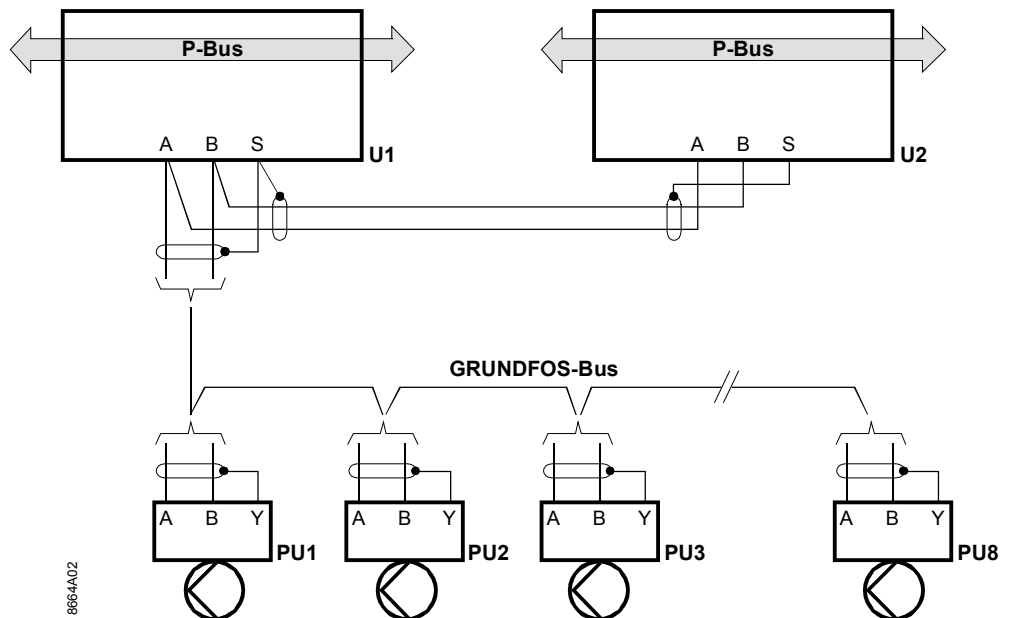 P-Bus
P-Bus
A B S
U1
A B S
U2
GRUNDFOS-Bus
A B Y
PU1
A B Y
PU2
A B Y
PU3
A B Y
PU8
8664A02